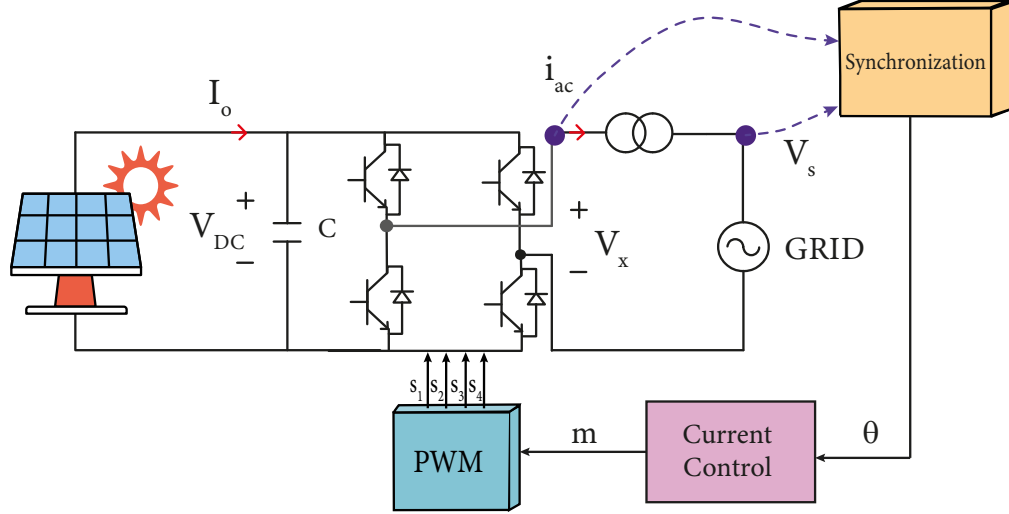 Synchronization
i_ac
I_o
V_s
+
V_DC
−
C
+
V_x
−
GRID
s_1 s_2 s_3 s_4
PWM
m
Current
Control
θ